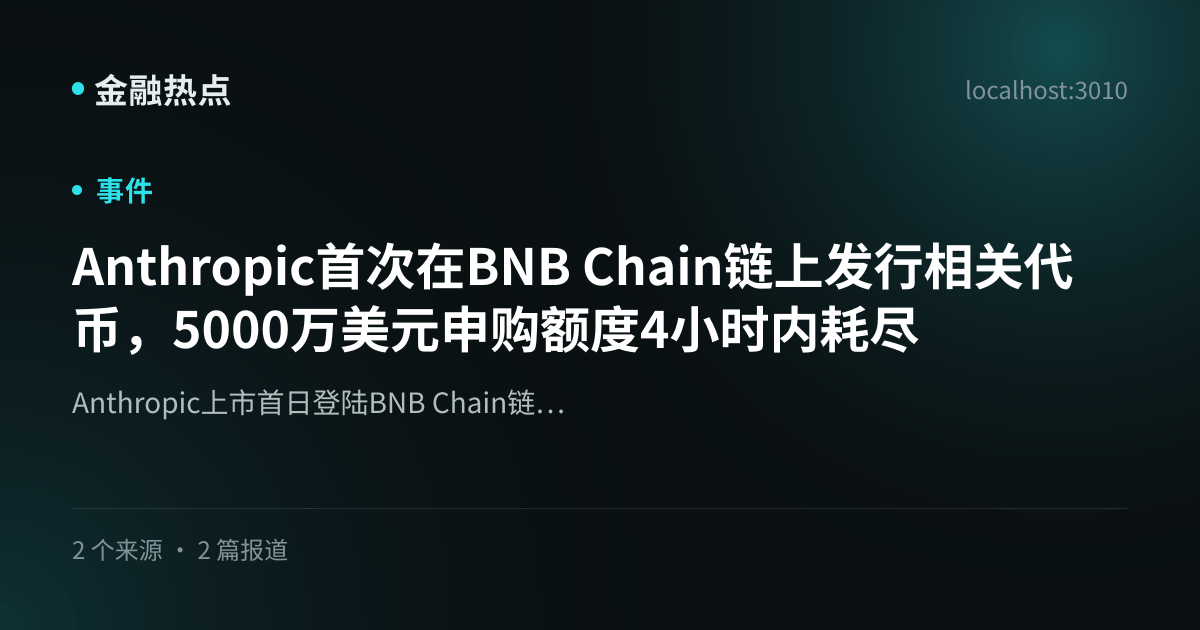 金融热点
localhost:3010
事件
Anthropic首次在BNB Chain链上发行相关代
币，5000万美元申购额度4小时内耗尽
Anthropic上市首日登陆BNB Chain链…
2 个来源 • 2 篇报道